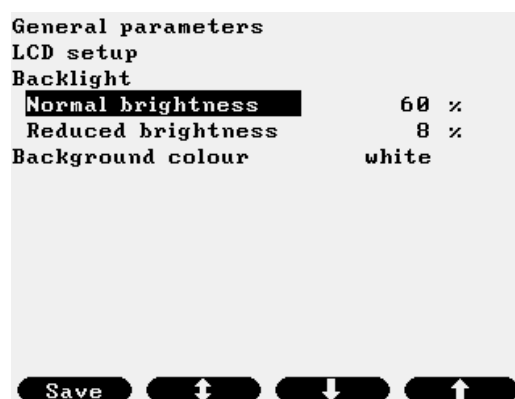 General parameters
LCD setup
Backlight
Normal brightness 60 %
Reduced brightness 8 %
Background colour white
Save